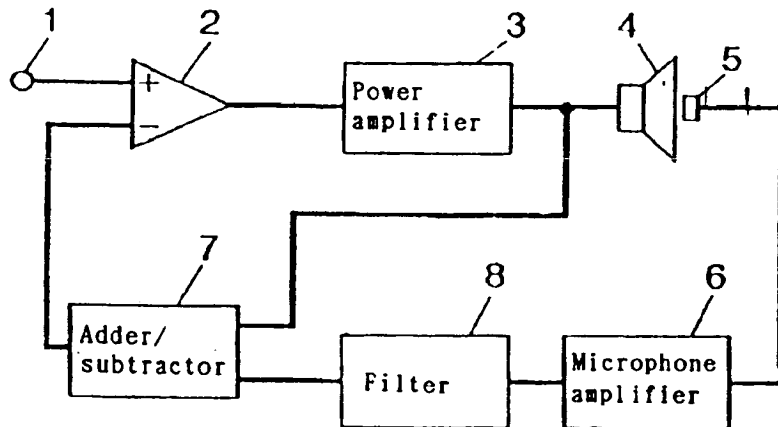 1
2
3
4
5
+
−
Power
amplifier
7
8
6
Adder/
subtractor
Filter
Microphone
amplifier